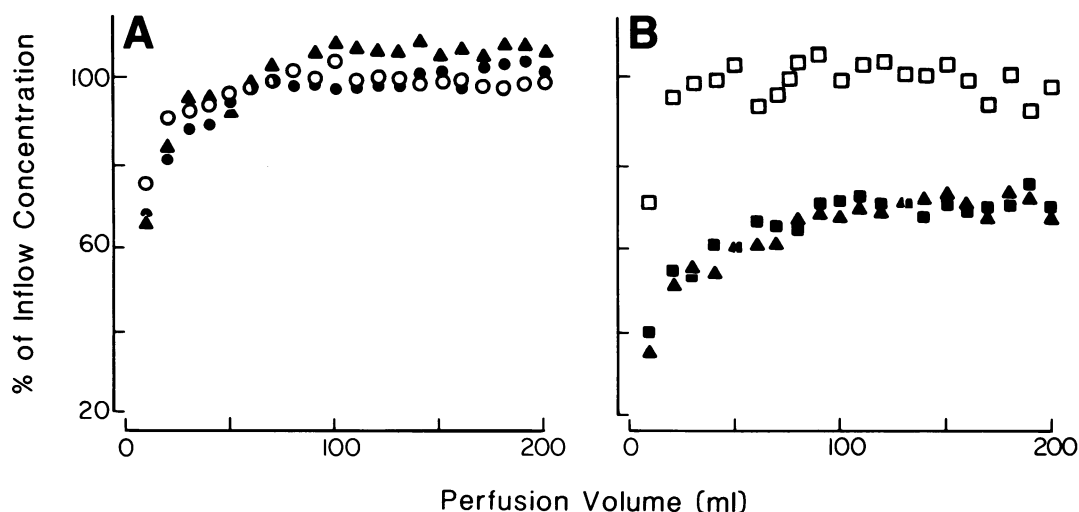 A
B
% of Inflow Concentration
100
60
20
0
100
200
0
100
200
Perfusion Volume (ml)